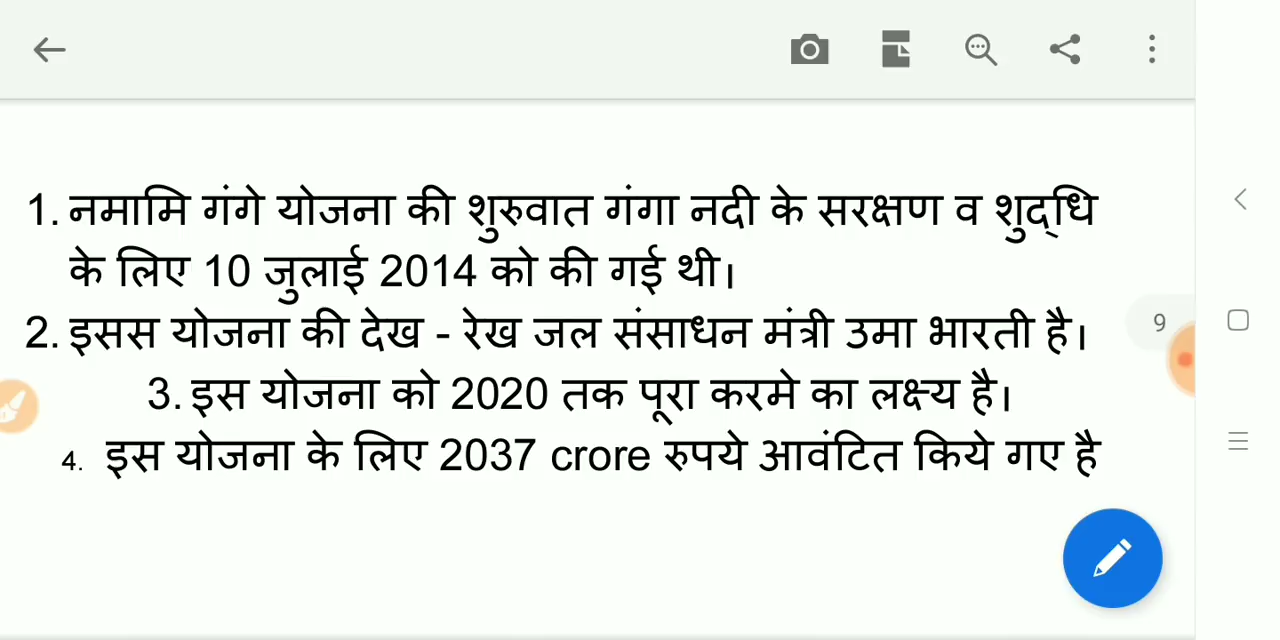 1. नमामि गंगे योजना की शुरुवात गंगा नदी के सरक्षण व शुद्धि
के लिए 10 जुलाई 2014 को की गई थी।
2. इसस योजना की देख - रेख जल संसाधन मंत्री उमा भारती है।
9
3. इस योजना को 2020 तक पूरा करमे का लक्ष्य है।
4. इस योजना के लिए 2037 crore रुपये आवंटित किये गए है